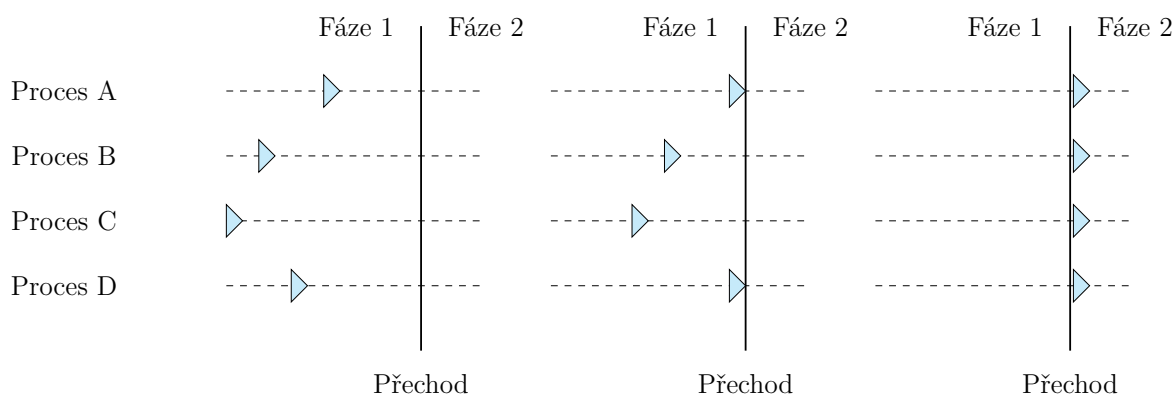 Fáze 1 Fáze 2 Fáze 1 Fáze 2 Fáze 1 Fáze 2
Proces A
Proces B
Proces C
Proces D
Přechod Přechod Přechod